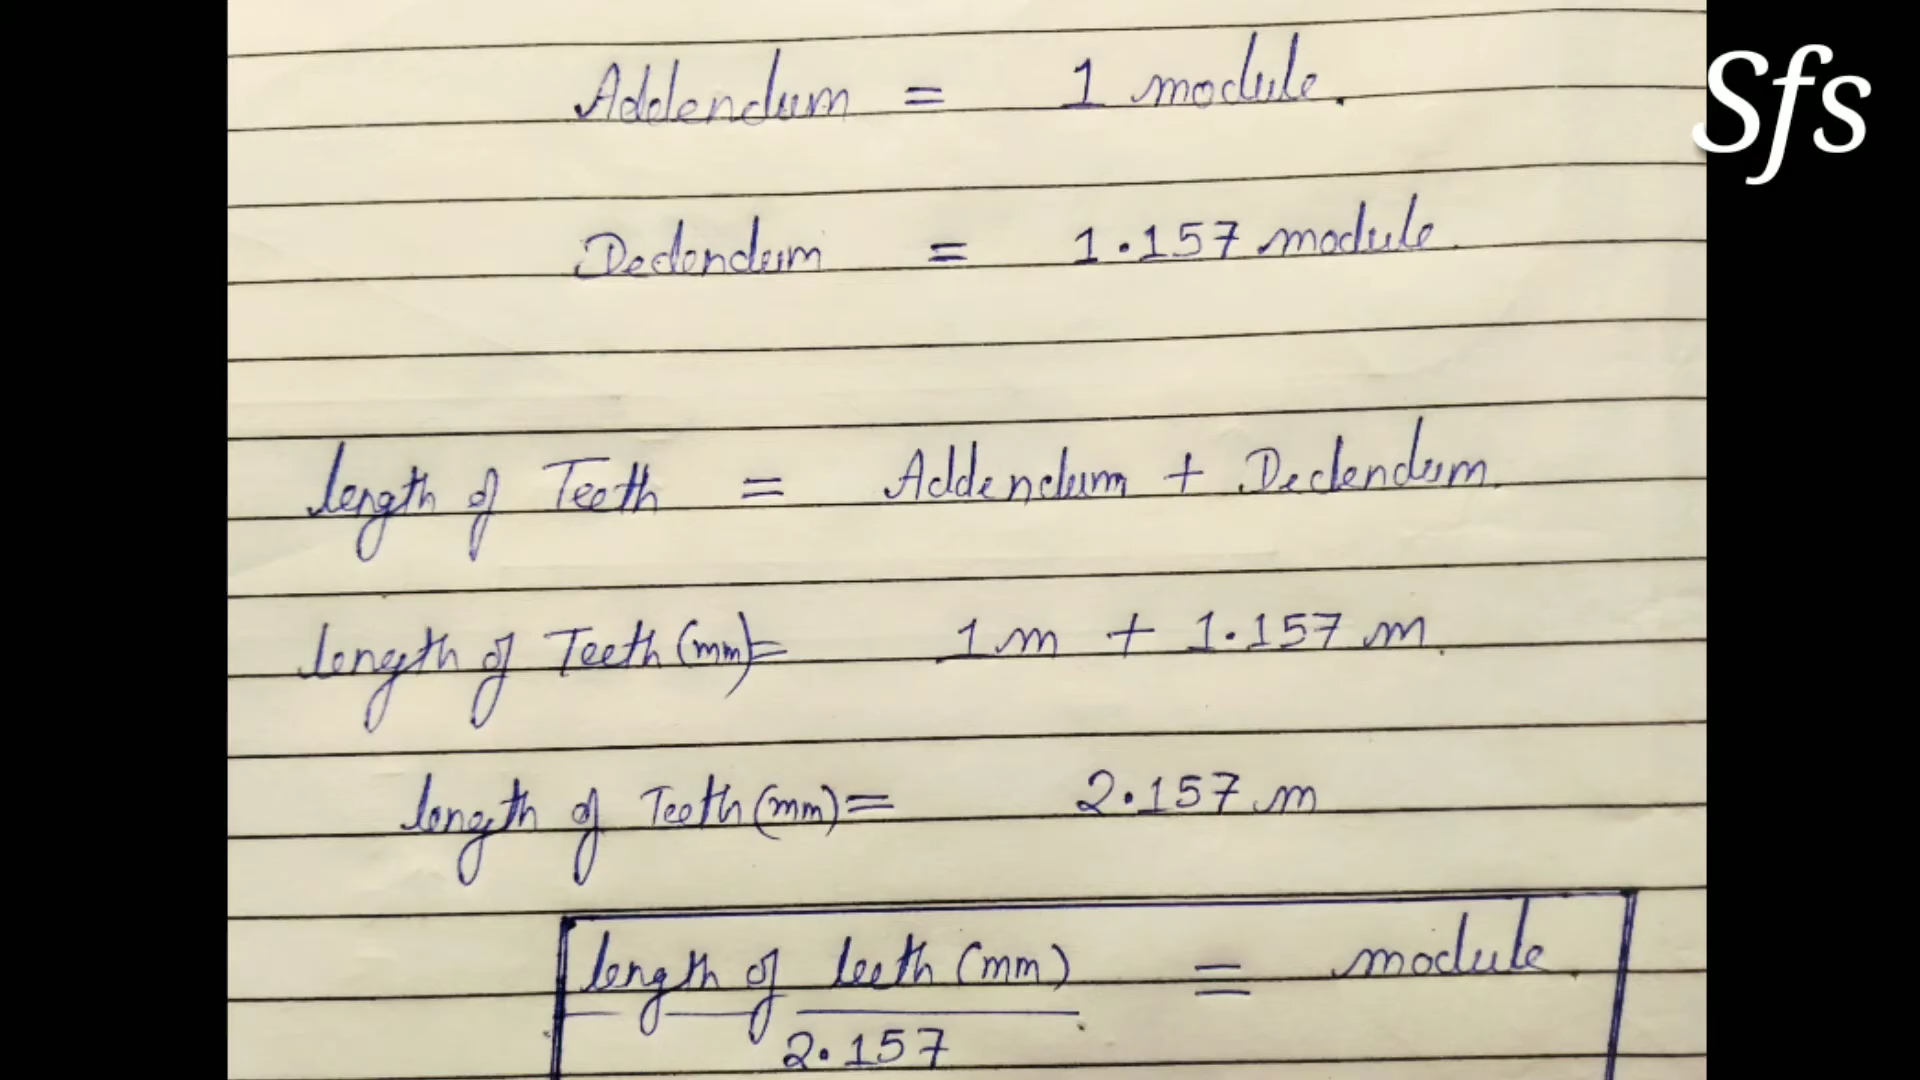 Addendum = 1 module.
Sfs
Dedendum = 1.157 module.
length of Teeth = Addendum + Dedendum.
length of Teeth (mm) = 1m + 1.157 m.
length of Teeth (mm) = 2.157 m
length of teeth (mm) = module
2.157